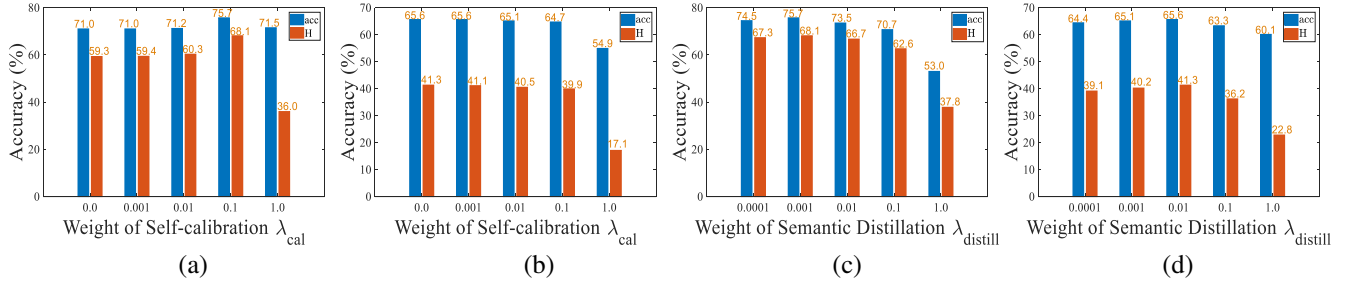 80
60
40
20
0
Accuracy (%)
71.0
59.3
71.0
59.4
71.2
60.3
75.7
68.1
71.5
36.0
acc
H
0.0 0.001 0.01 0.1 1.0
Weight of Self-calibration λcal
(a)
70
60
50
40
30
20
10
0
Accuracy (%)
65.6
41.3
65.6
41.1
65.1
40.5
64.7
39.9
54.9
17.1
acc
H
0.0 0.001 0.01 0.1 1.0
Weight of Self-calibration λcal
(b)
80
60
40
20
0
Accuracy (%)
74.5
67.3
75.7
68.1
73.5
66.7
70.7
62.6
53.0
37.8
acc
H
0.0001 0.001 0.01 0.1 1.0
Weight of Semantic Distillation λdistill
(c)
70
60
50
40
30
20
10
0
Accuracy (%)
64.4
39.1
65.1
40.2
65.6
41.3
63.3
36.2
60.1
22.8
acc
H
0.0001 0.001 0.01 0.1 1.0
Weight of Semantic Distillation λdistill
(d)